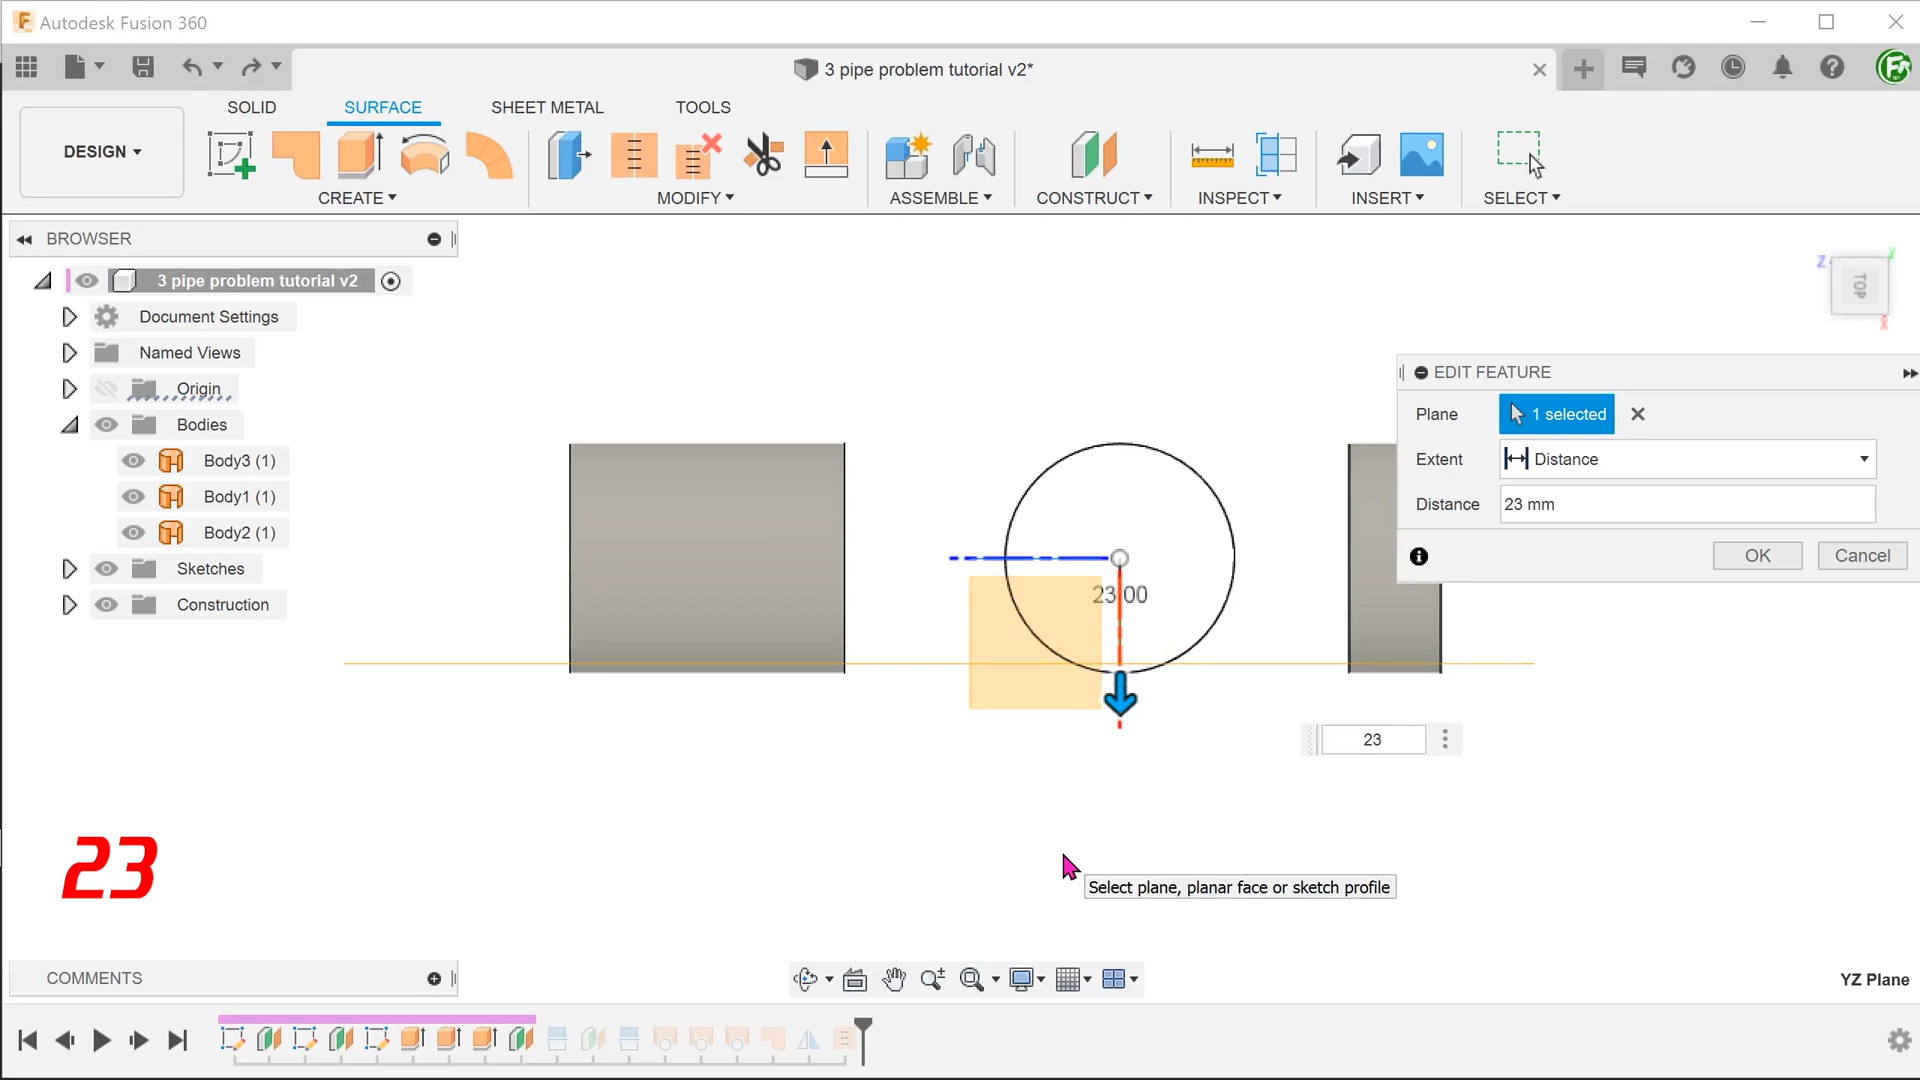 Autodesk Fusion 360
3 pipe problem tutorial v2*
SOLID SURFACE SHEET METAL TOOLS
DESIGN
CREATE MODIFY ASSEMBLE CONSTRUCT INSPECT INSERT SELECT
BROWSER
3 pipe problem tutorial v2
Document Settings
Named Views
Origin
Bodies
Body3 (1)
Body1 (1)
Body2 (1)
Sketches
Construction
Z Y
TOP
X
EDIT FEATURE
Plane 1 selected
Extent Distance
Distance 23 mm
OK Cancel
23.00
23
23
Select plane, planar face or sketch profile
COMMENTS
YZ Plane